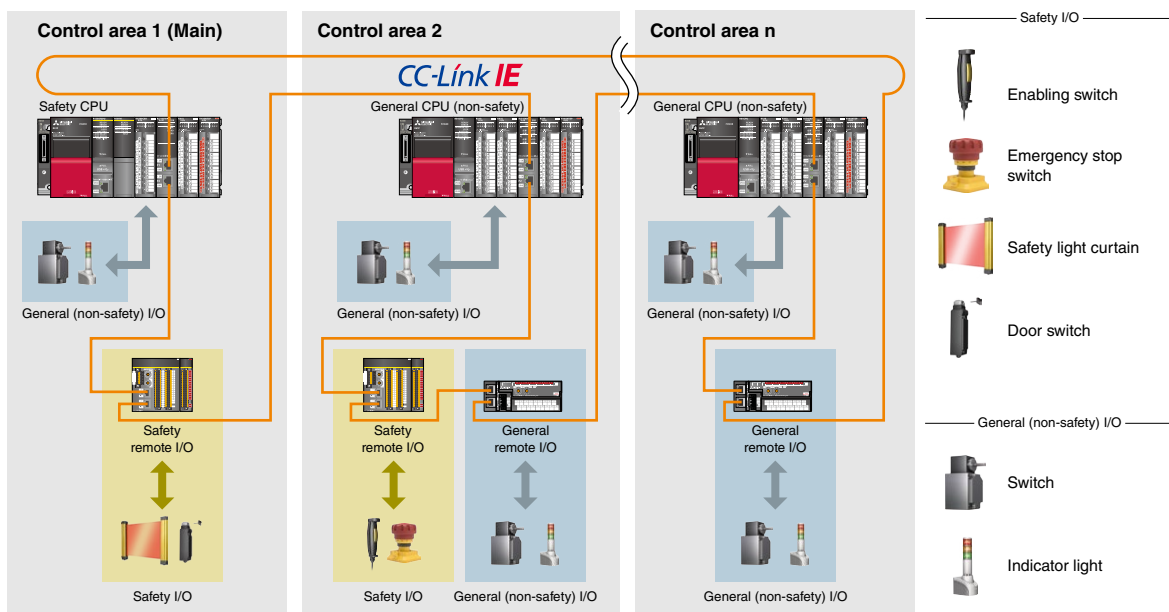 Control area 1 (Main)
Control area 2
Control area n
CC-Link IE
Safety CPU
General CPU (non-safety)
General CPU (non-safety)
General (non-safety) I/O
General (non-safety) I/O
General (non-safety) I/O
Safety
remote I/O
Safety
remote I/O
General
remote I/O
General
remote I/O
Safety I/O
Safety I/O
General (non-safety) I/O
General (non-safety) I/O
Safety I/O
Enabling switch
Emergency stop
switch
Safety light curtain
Door switch
General (non-safety) I/O
Switch
Indicator light